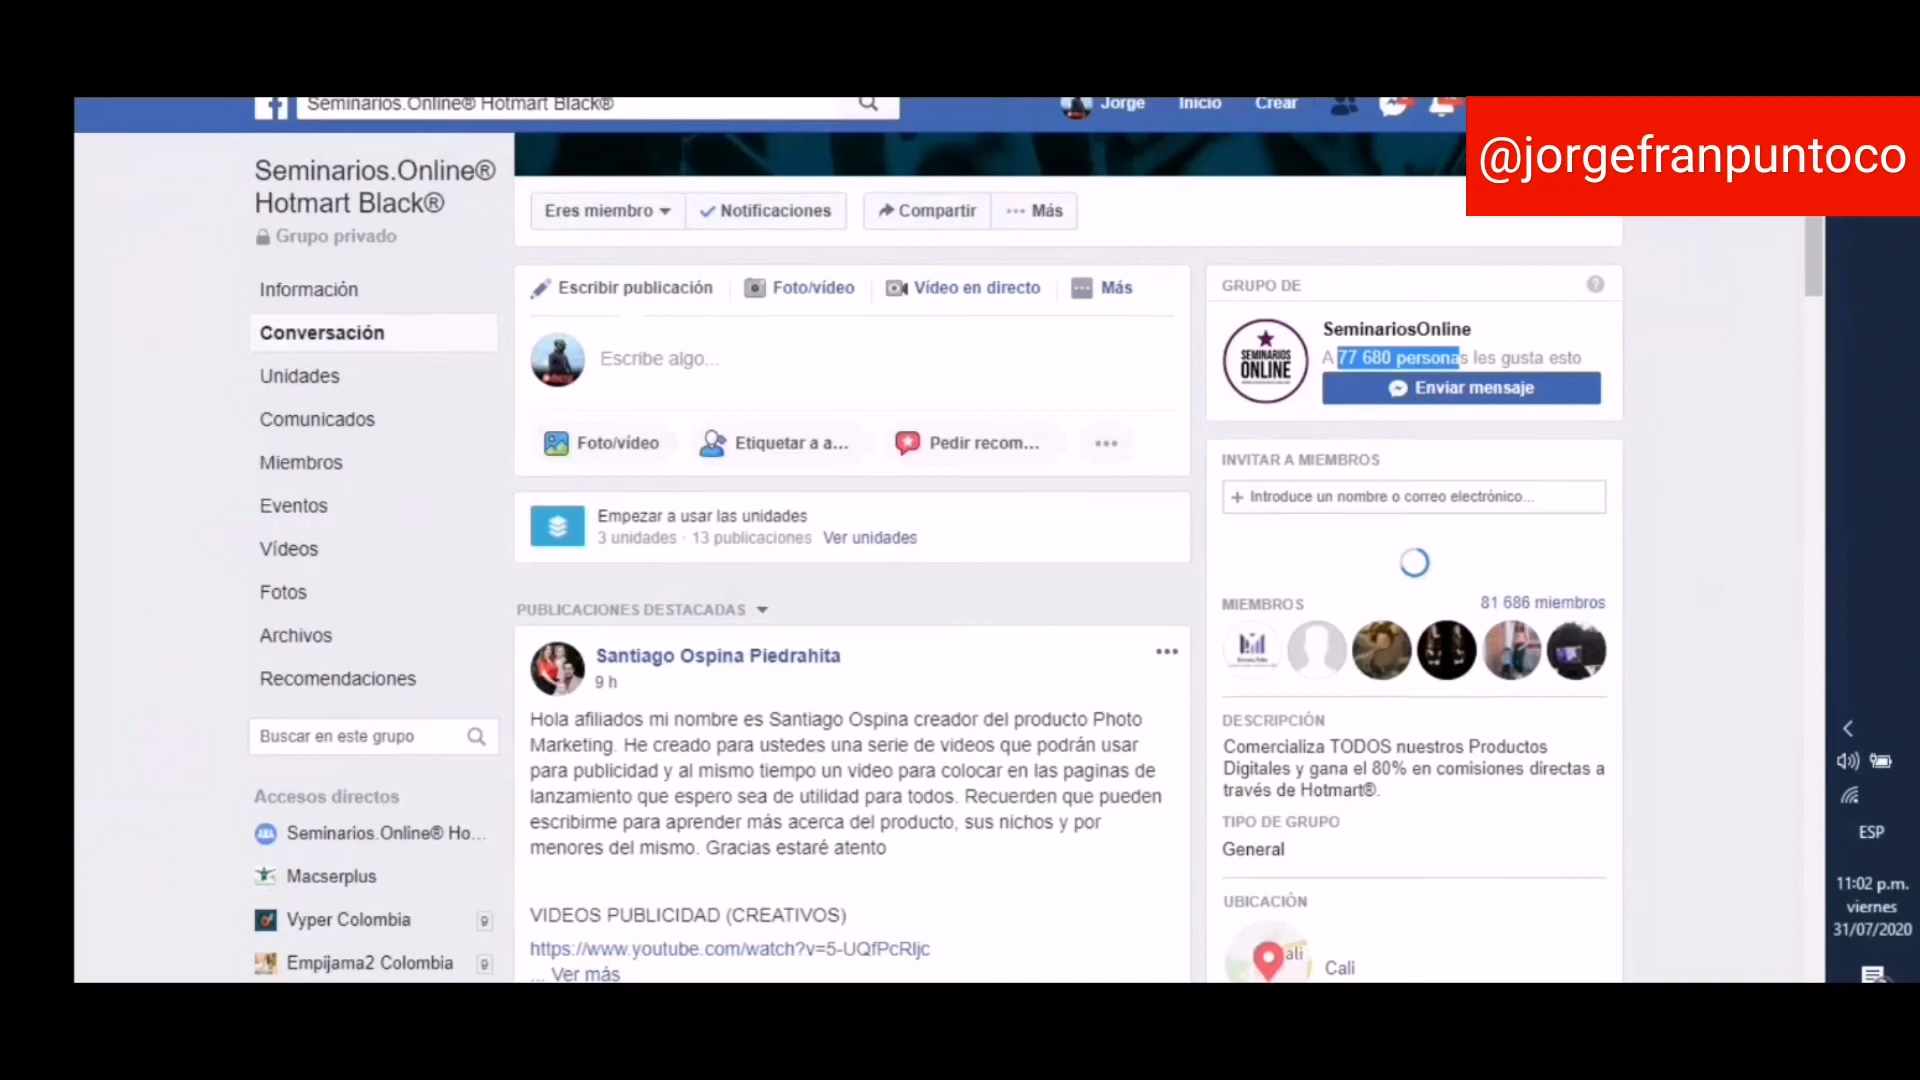 Seminarios.Online® Hotmart Black®
Jorge
Inicio
Crear
@jorgefranpuntoco
Seminarios.Online®
Hotmart Black®
Grupo privado
Información
Conversación
Unidades
Comunicados
Miembros
Eventos
Vídeos
Fotos
Archivos
Recomendaciones
Buscar en este grupo
Accesos directos
Seminarios.Online® Ho...
Macserplus
Vyper Colombia 9
Empijama2 Colombia 9
Eres miembro
Notificaciones
Compartir
Más
Escribir publicación
Foto/vídeo
Vídeo en directo
Más
Escribe algo...
Foto/vídeo
Etiquetar a a...
Pedir recom...
Empezar a usar las unidades
3 unidades · 13 publicaciones Ver unidades
PUBLICACIONES DESTACADAS
Santiago Ospina Piedrahita
9 h
Hola afiliados mi nombre es Santiago Ospina creador del producto Photo
Marketing. He creado para ustedes una serie de videos que podrán usar
para publicidad y al mismo tiempo un video para colocar en las paginas de
lanzamiento que espero sea de utilidad para todos. Recuerden que pueden
escribirme para aprender más acerca del producto, sus nichos y por
menores del mismo. Gracias estaré atento
VIDEOS PUBLICIDAD (CREATIVOS)
https://www.youtube.com/watch?v=5-UQfPcRljc
... Ver más
GRUPO DE
SEMINARIOS
ONLINE
SeminariosOnline
A 77 680 personas les gusta esto
Enviar mensaje
INVITAR A MIEMBROS
+ Introduce un nombre o correo electrónico...
MIEMBROS
81 686 miembros
DESCRIPCIÓN
Comercializa TODOS nuestros Productos
Digitales y gana el 80% en comisiones directas a
través de Hotmart®.
TIPO DE GRUPO
General
UBICACIÓN
ali
Cali
ESP
11:02 p.m.
viernes
31/07/2020